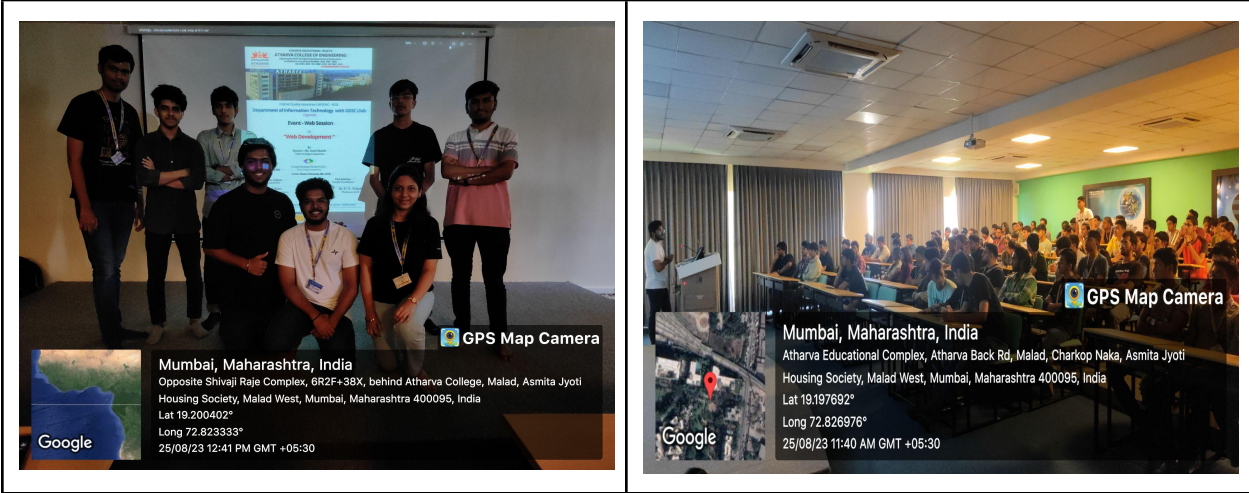 ATHARVA COLLEGE OF ENGINEERING
Department of Information Technology with GDSC Club
Event - Web Session
on
"Web Development"
GPS Map Camera
Mumbai, Maharashtra, India
Opposite Shivaji Raje Complex, 6R2F+38X, behind Atharva College, Malad, Asmita Jyoti
Housing Society, Malad West, Mumbai, Maharashtra 400095, India
Lat 19.200402°
Long 72.823333°
25/08/23 12:41 PM GMT +05:30
Google
GPS Map Camera
Mumbai, Maharashtra, India
Atharva Educational Complex, Atharva Back Rd, Malad, Charkop Naka, Asmita Jyoti
Housing Society, Malad West, Mumbai, Maharashtra 400095, India
Lat 19.197692°
Long 72.826976°
25/08/23 11:40 AM GMT +05:30
Google